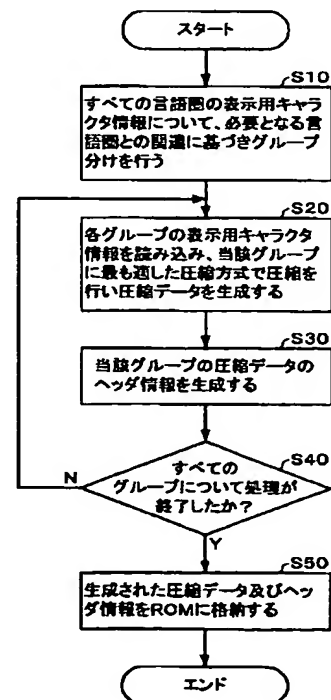 スタート
S10
すべての言語圏の表示用キャラ
クタ情報について、必要となる言
語圏との関連に基づきグループ
分けを行う
S20
各グループの表示用キャラクタ
情報を読み込み、当該グループ
に最も適した圧縮方式で圧縮を
行い圧縮データを生成する
S30
当該グループの圧縮データの
ヘッダ情報を生成する
S40
すべての
グループについて処理が
終了したか?
N
Y
S50
生成された圧縮データ及びヘッ
ダ情報をROMに格納する
エンド